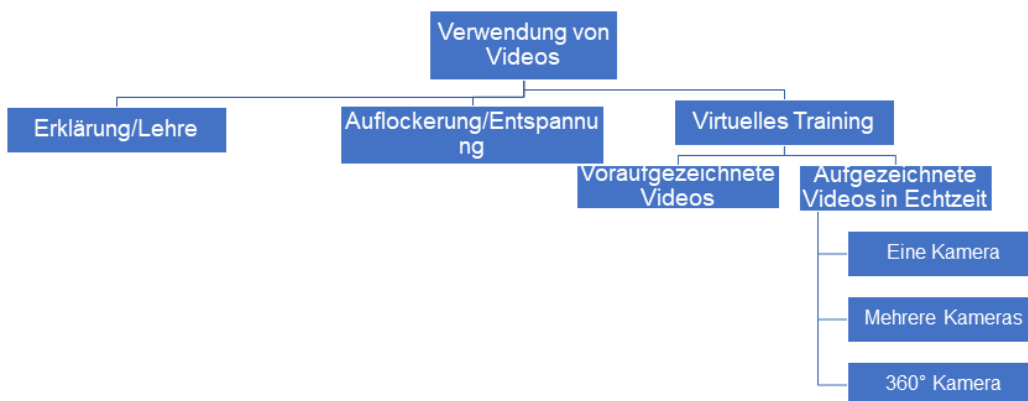 Verwendung von
Videos
Erklärung/Lehre
Auflockerung/Entspannu
ng
Virtuelles Training
Voraufgezeichnete
Videos
Aufgezeichnete
Videos in Echtzeit
Eine Kamera
Mehrere Kameras
360° Kamera